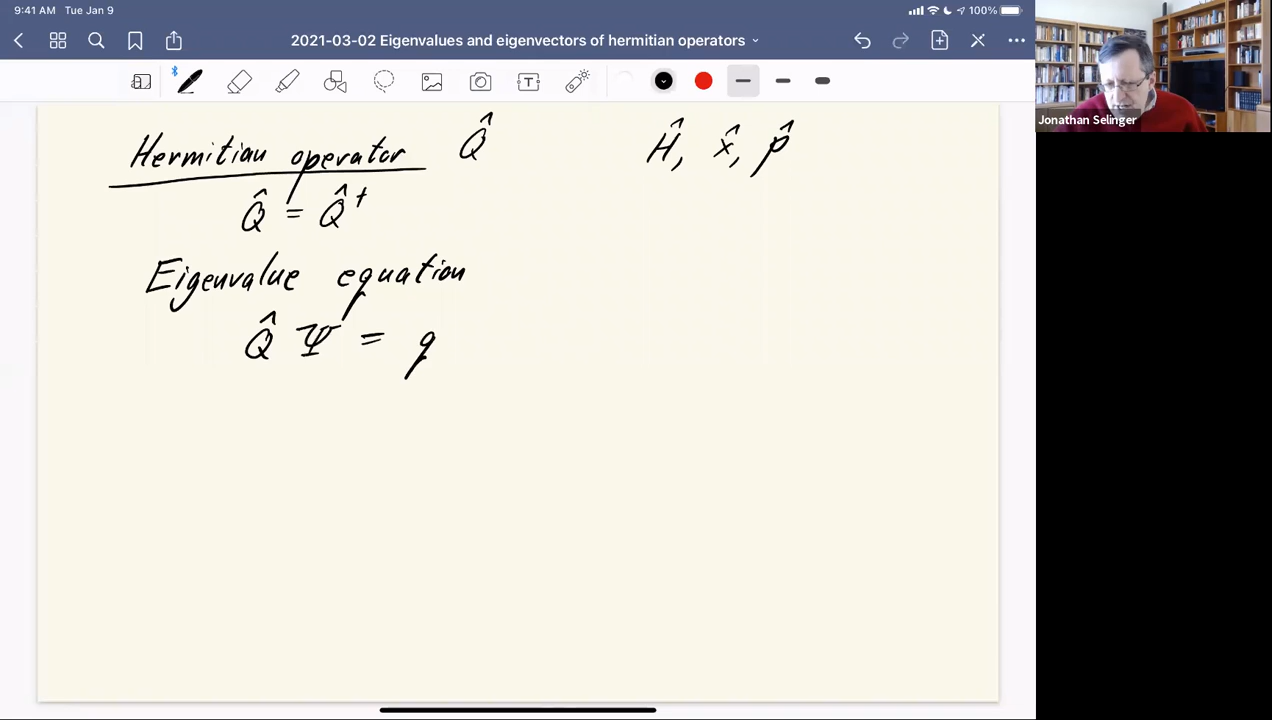 9:41 AM Tue Jan 9 100%
2021-03-02 Eigenvalues and eigenvectors of hermitian operators
T
Jonathan Selinger
Hermitian operator Q̂ Ĥ, x̂, p̂
Q̂ = Q̂†
Eigenvalue equation
Q̂ Ψ = q